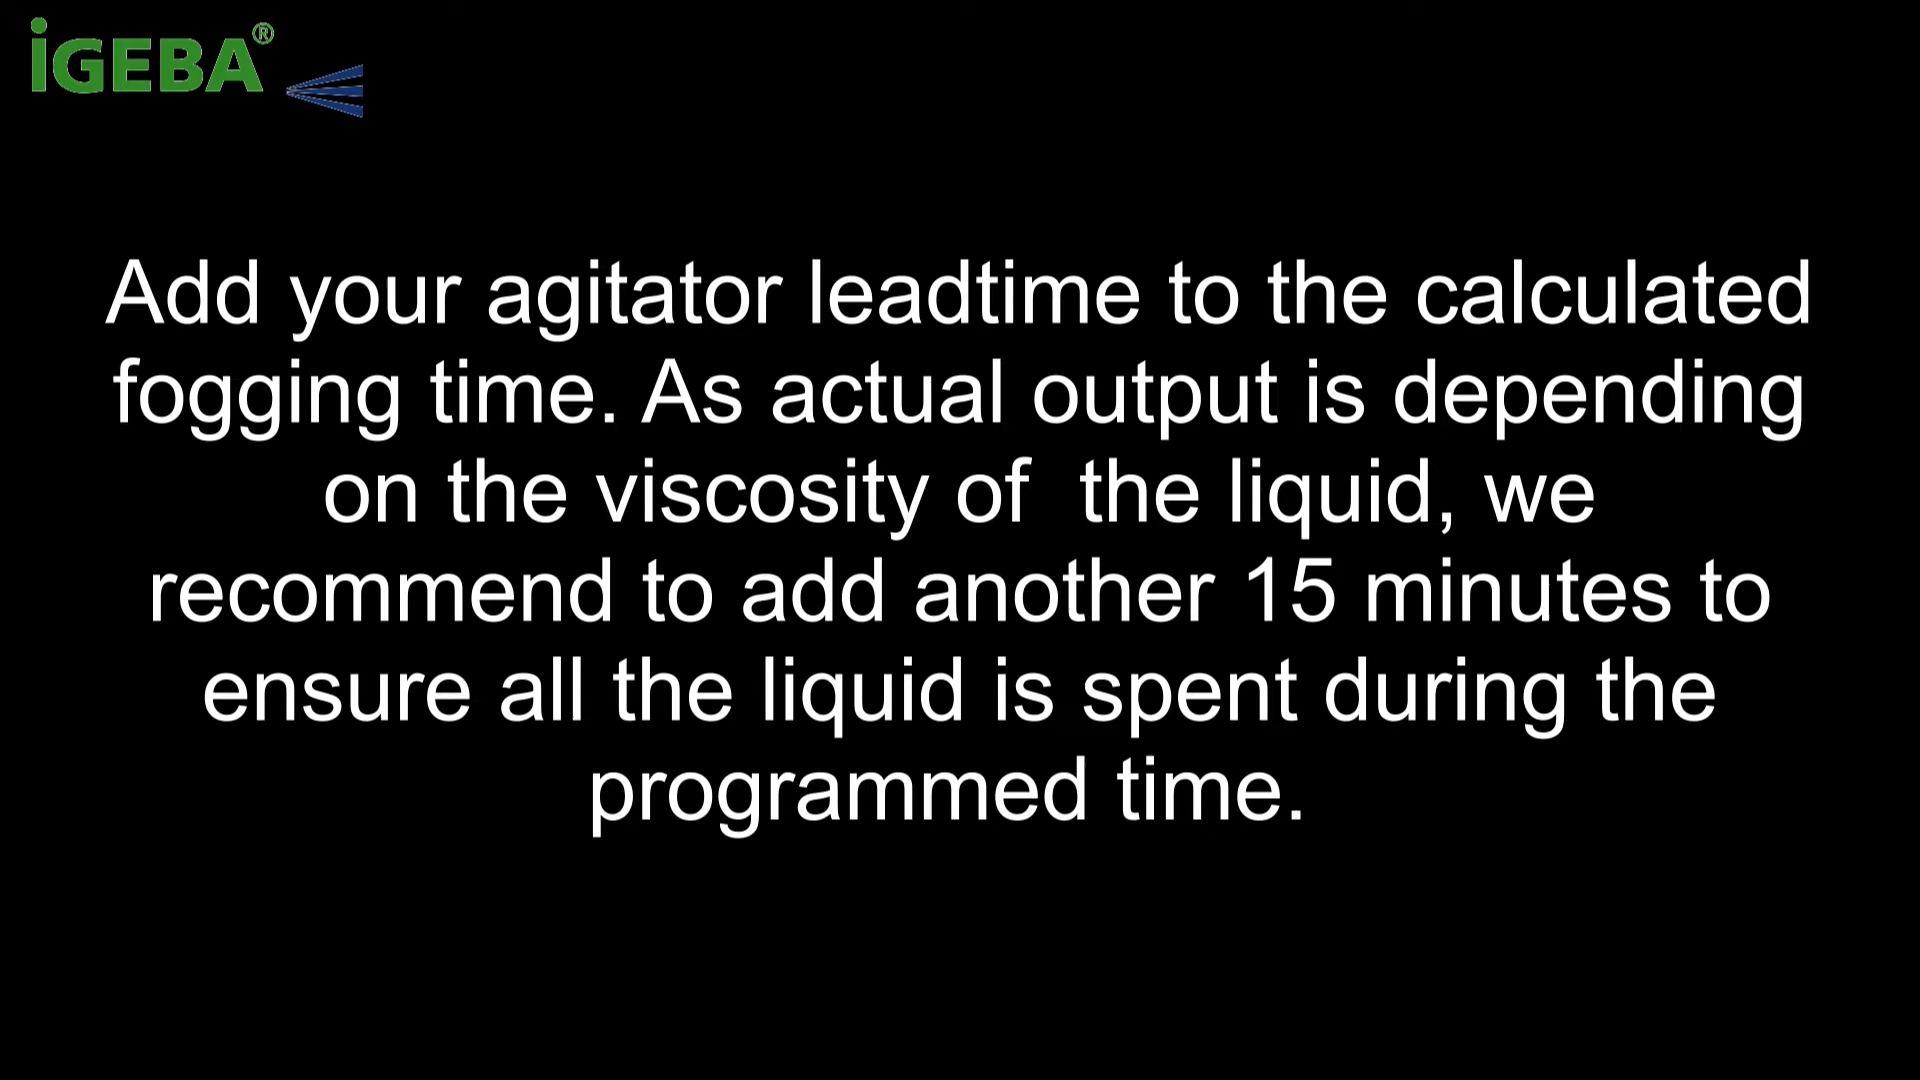 iGEBA®
Add your agitator leadtime to the calculated
fogging time. As actual output is depending
on the viscosity of  the liquid, we
recommend to add another 15 minutes to
ensure all the liquid is spent during the
programmed time.